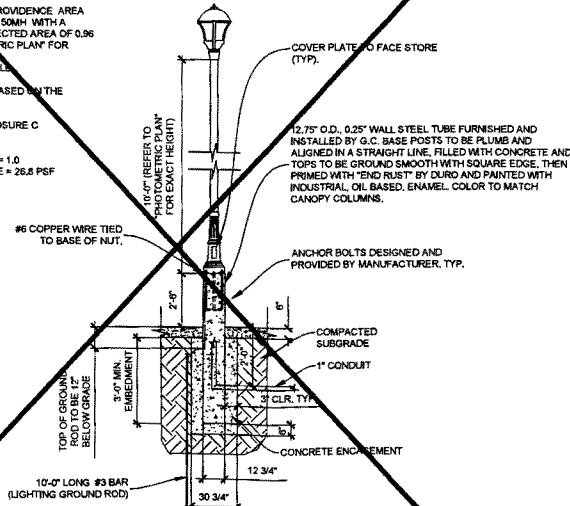 ROVIDENCE AREA
50MH WITH A
ECTED AREA OF 0.96
RIC PLAN" FOR
ASED ON THE
OSURE C
= 1.0
E = 26.8 PSF
COVER PLATE TO FACE STORE
(TYP).
10'-0" (REFER TO
"PHOTOMETRIC PLAN"
FOR EXACT HEIGHT)
12.75" O.D., 0.25" WALL STEEL TUBE FURNISHED AND
INSTALLED BY G.C. BASE POSTS TO BE PLUMB AND
ALIGNED IN A STRAIGHT LINE, FILLED WITH CONCRETE AND
TOPS TO BE GROUND SMOOTH WITH SQUARE EDGE, THEN
PRIMED WITH "END RUST" BY DURO AND PAINTED WITH
INDUSTRIAL, OIL BASED, ENAMEL, COLOR TO MATCH
CANOPY COLUMNS.
#6 COPPER WIRE TIED
TO BASE OF NUT.
ANCHOR BOLTS DESIGNED AND
PROVIDED BY MANUFACTURER, TYP.
2'-6"
6"
COMPACTED
SUBGRADE
2'-0"
1" CONDUIT
3" CLR. TYP
3'-0" MIN.
EMBEDMENT
TOP OF GROUND
ROD TO BE 12"
BELOW GRADE
6"
CONCRETE ENCASEMENT
12 3/4"
10'-0" LONG #3 BAR
(LIGHTING GROUND ROD)
30 3/4"